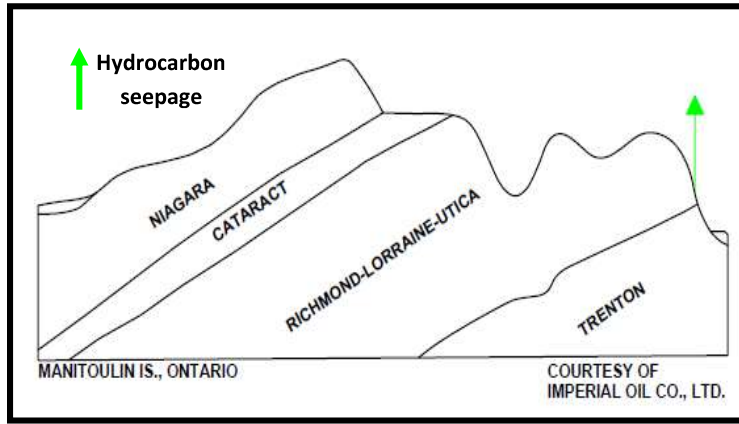 Hydrocarbon
seepage
NIAGARA
CATARACT
RICHMOND-LORRAINE-UTICA
TRENTON
MANITOULIN IS., ONTARIO
COURTESY OF
IMPERIAL OIL CO., LTD.